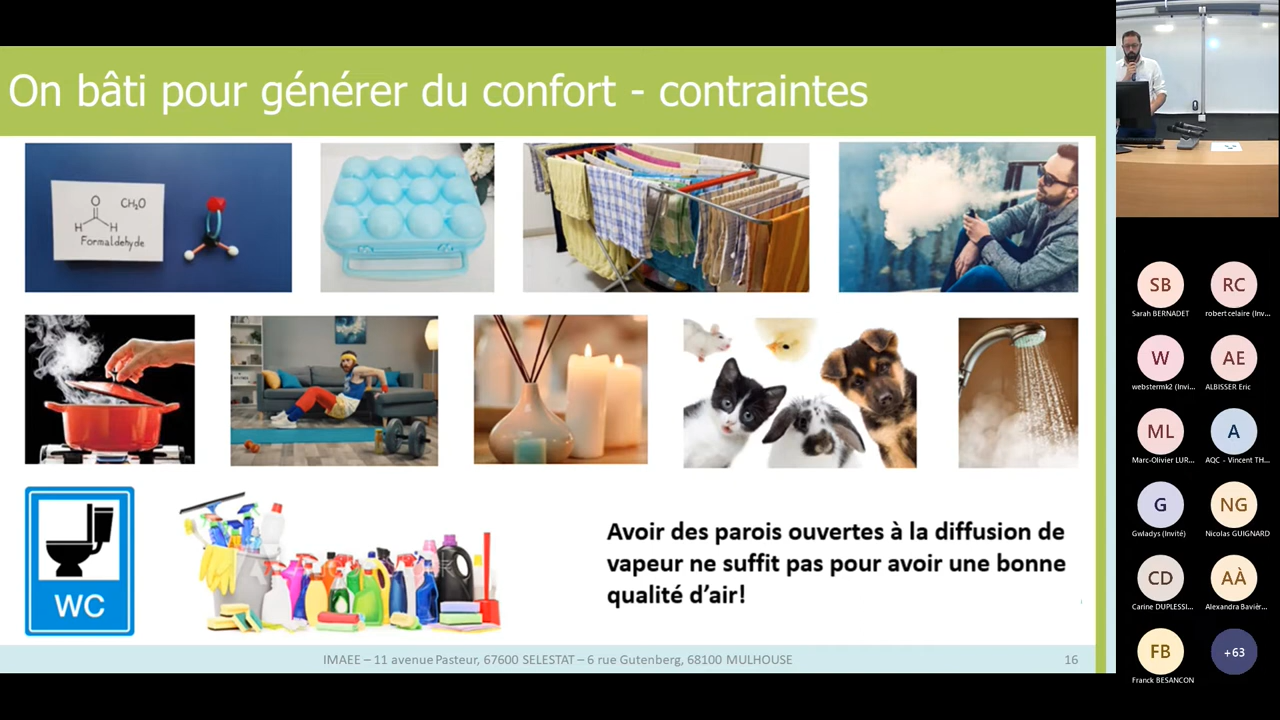 On bâti pour générer du confort - contraintes
O
CH₂O
H H
Formaldehyde
WC
Avoir des parois ouvertes à la diffusion de
vapeur ne suffit pas pour avoir une bonne
qualité d'air!
IMAEE – 11 avenue Pasteur, 67600 SELESTAT – 6 rue Gutenberg, 68100 MULHOUSE
16
SB
Sarah BERNADET
RC
robert celaire (Inv...
W
webstermk2 (Invi...
AE
ALBISSER Eric
ML
Marc-Olivier LUR...
A
AQC - Vincent TH...
G
Gwladys (Invité)
NG
Nicolas GUIGNARD
CD
Carine DUPLESSI...
AÀ
Alexandra Bavièr...
FB
Franck BESANCON
+63